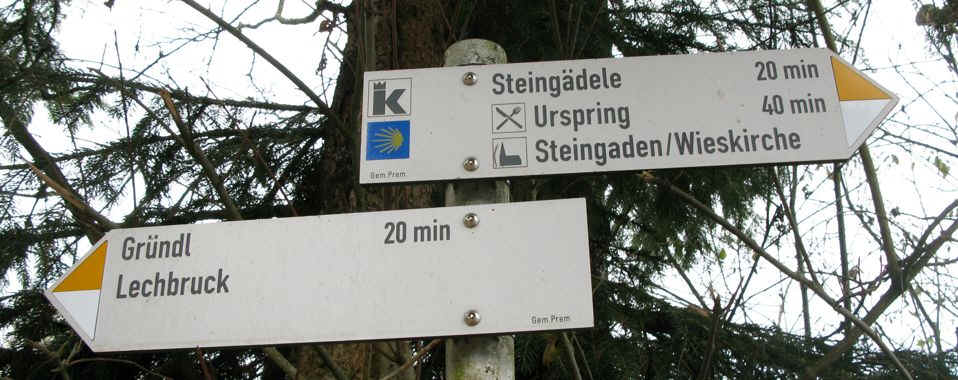 K
Steingädele 20 min
Urspring 40 min
Steingaden/Wieskirche
Gem.Prem
Gründl 20 min
Lechbruck
Gem.Prem